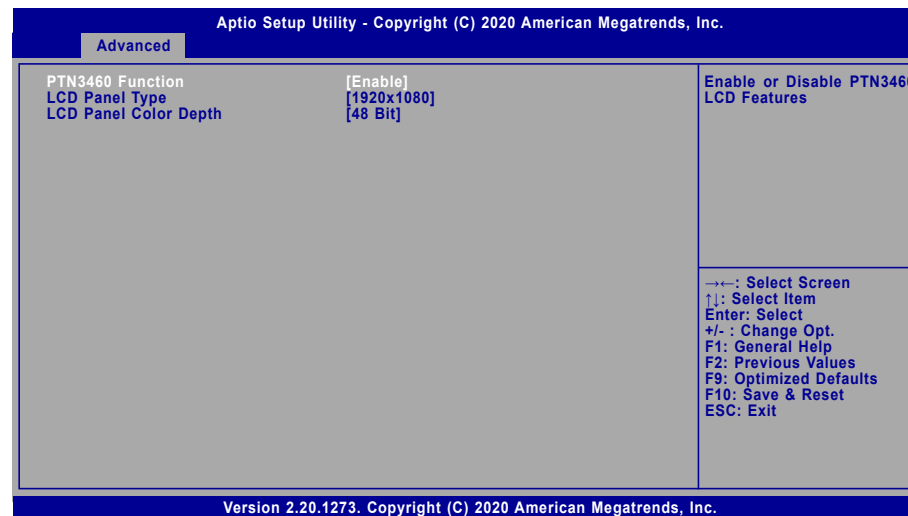 Aptio Setup Utility - Copyright (C) 2020 American Megatrends, Inc.
Advanced
PTN3460 Function [Enable]
LCD Panel Type [1920x1080]
LCD Panel Color Depth [48 Bit]
Enable or Disable PTN3460
LCD Features
→←: Select Screen
↑↓: Select Item
Enter: Select
+/- : Change Opt.
F1: General Help
F2: Previous Values
F9: Optimized Defaults
F10: Save & Reset
ESC: Exit
Version 2.20.1273. Copyright (C) 2020 American Megatrends, Inc.